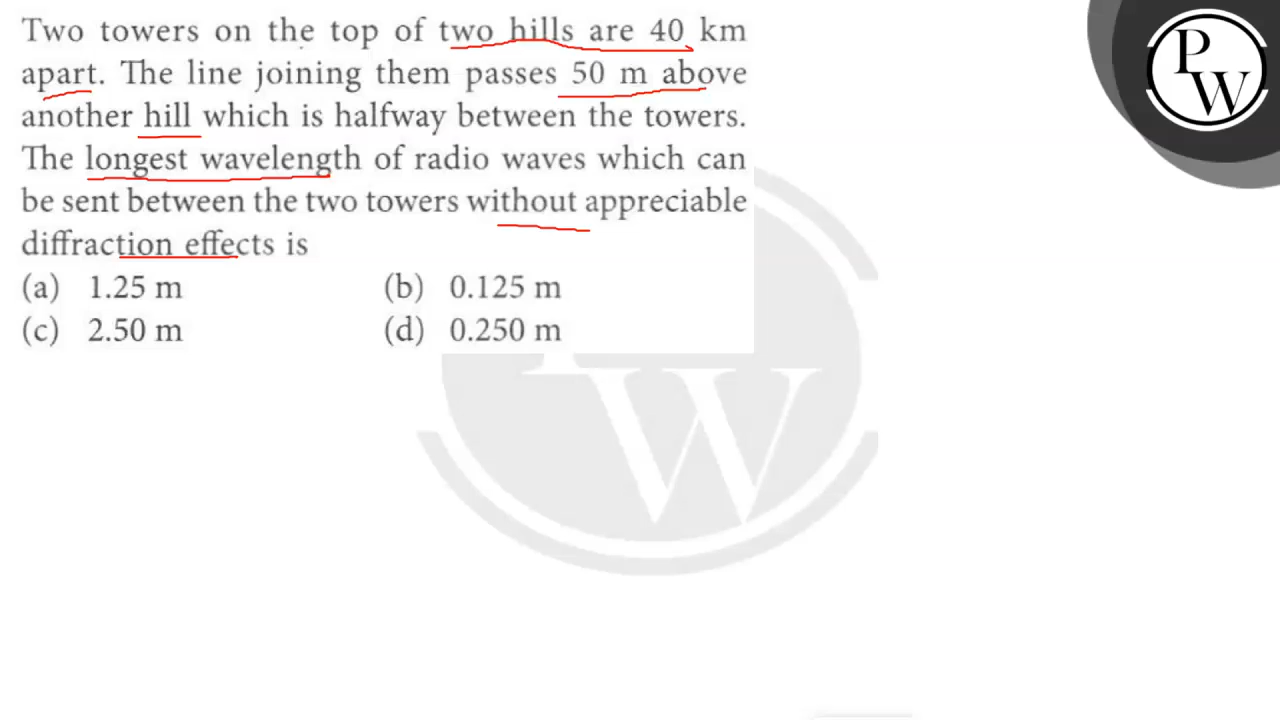 Two towers on the top of two hills are 40 km
apart. The line joining them passes 50 m above
another hill which is halfway between the towers.
The longest wavelength of radio waves which can
be sent between the two towers without appreciable
diffraction effects is
(a) 1.25 m (b) 0.125 m
(c) 2.50 m (d) 0.250 m
P
W
W